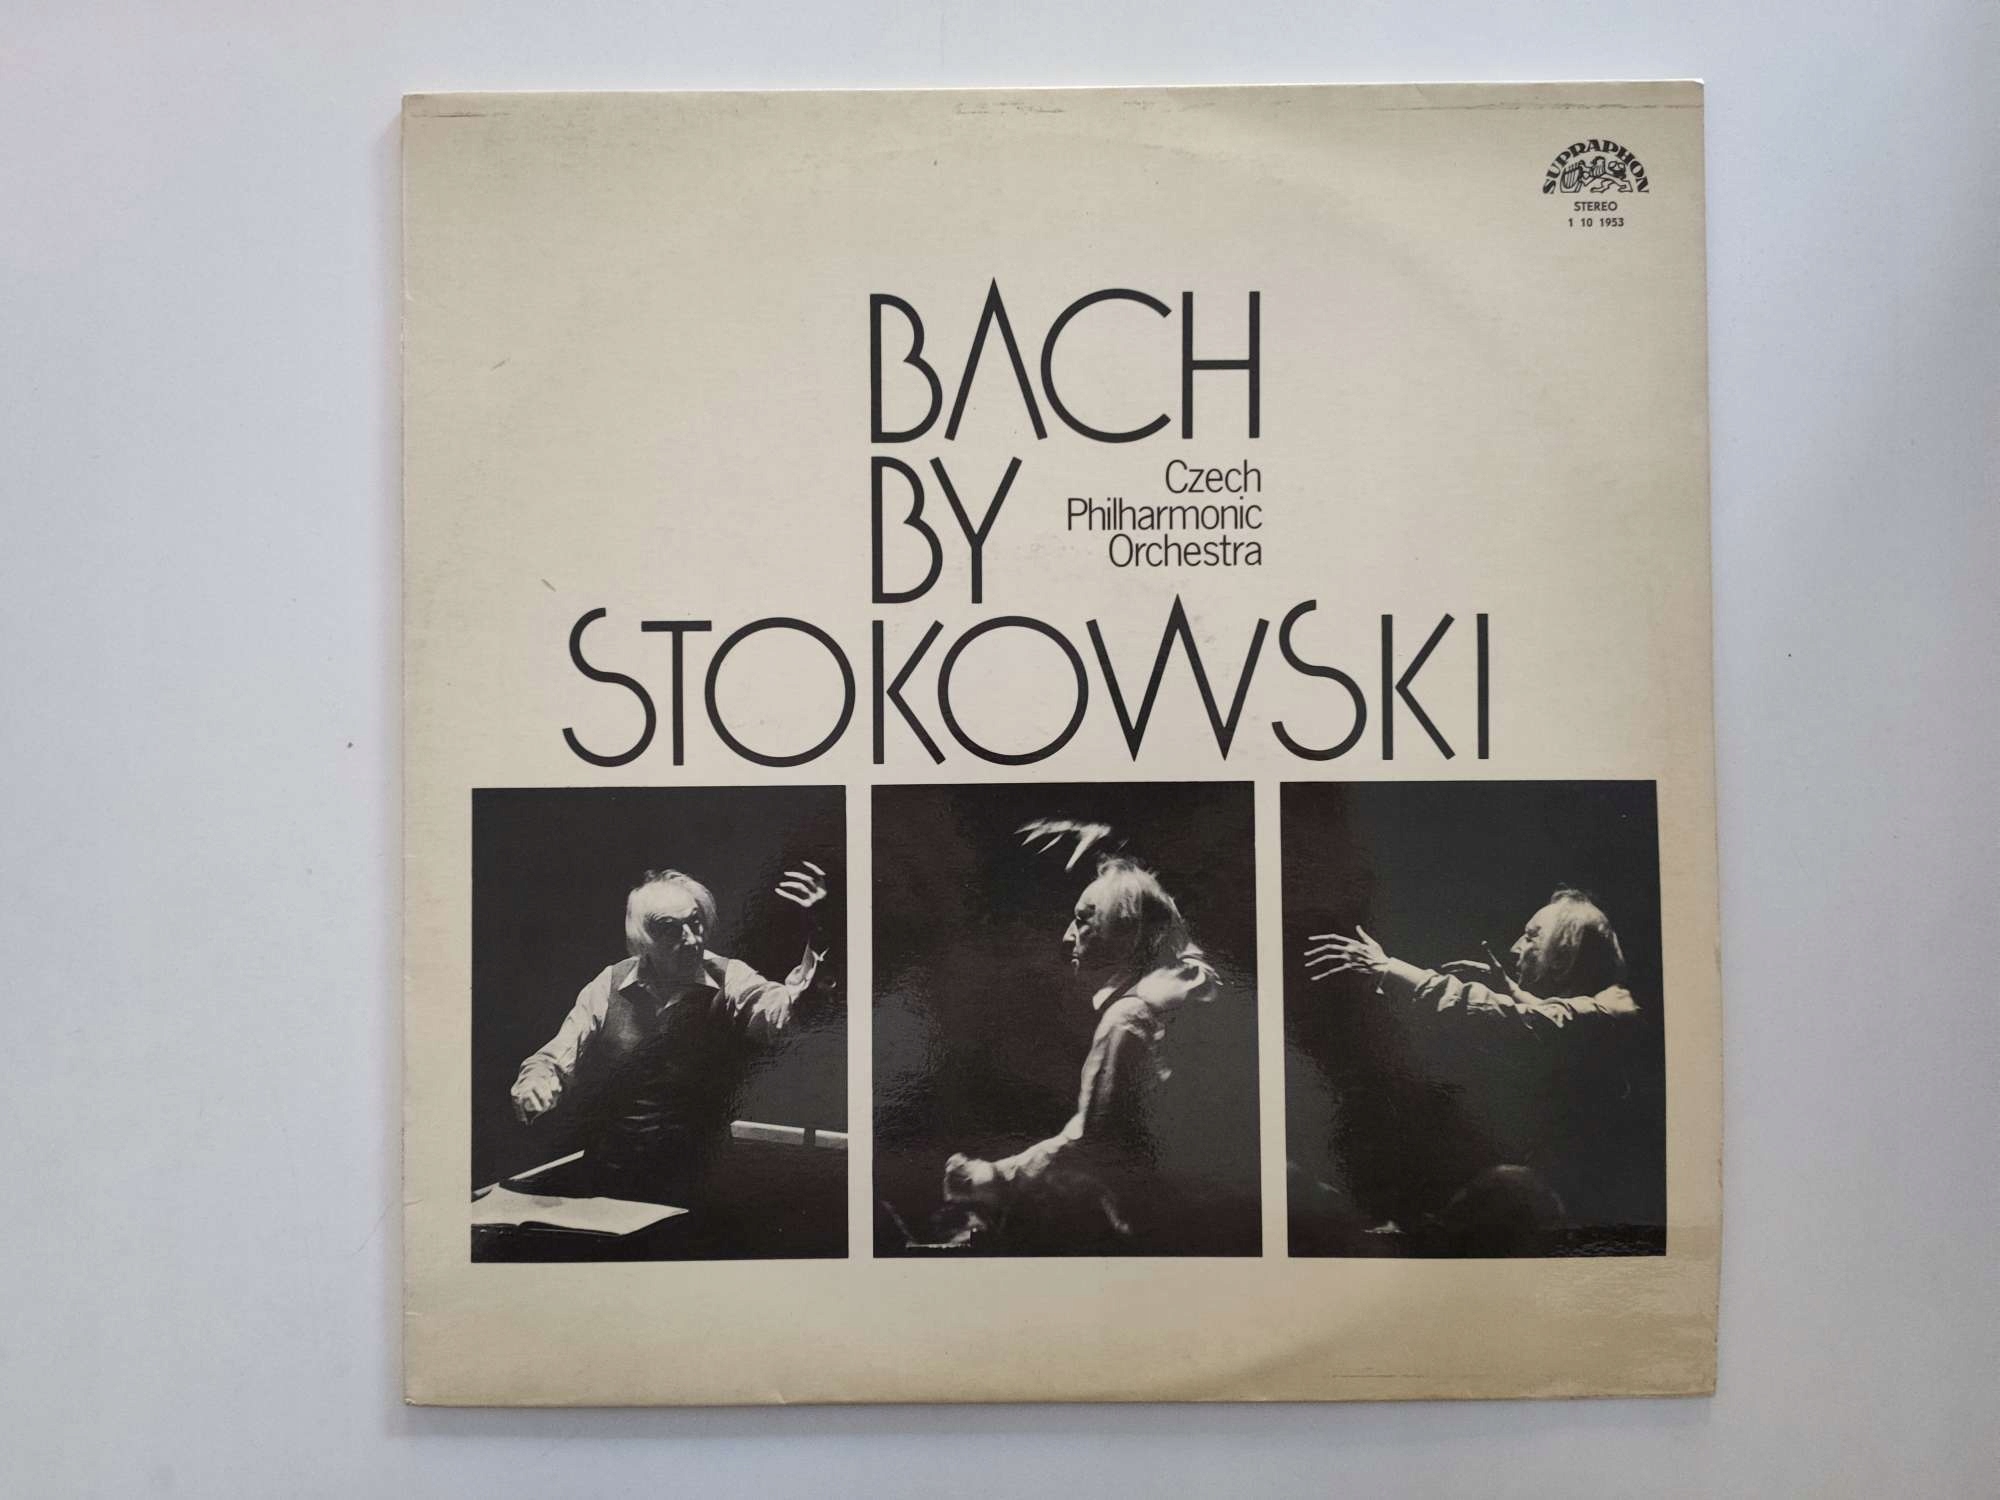 SUPRAPHON
STEREO
1 10 1953
BACH
BY
Czech
Philharmonic
Orchestra
STOKOWSKI